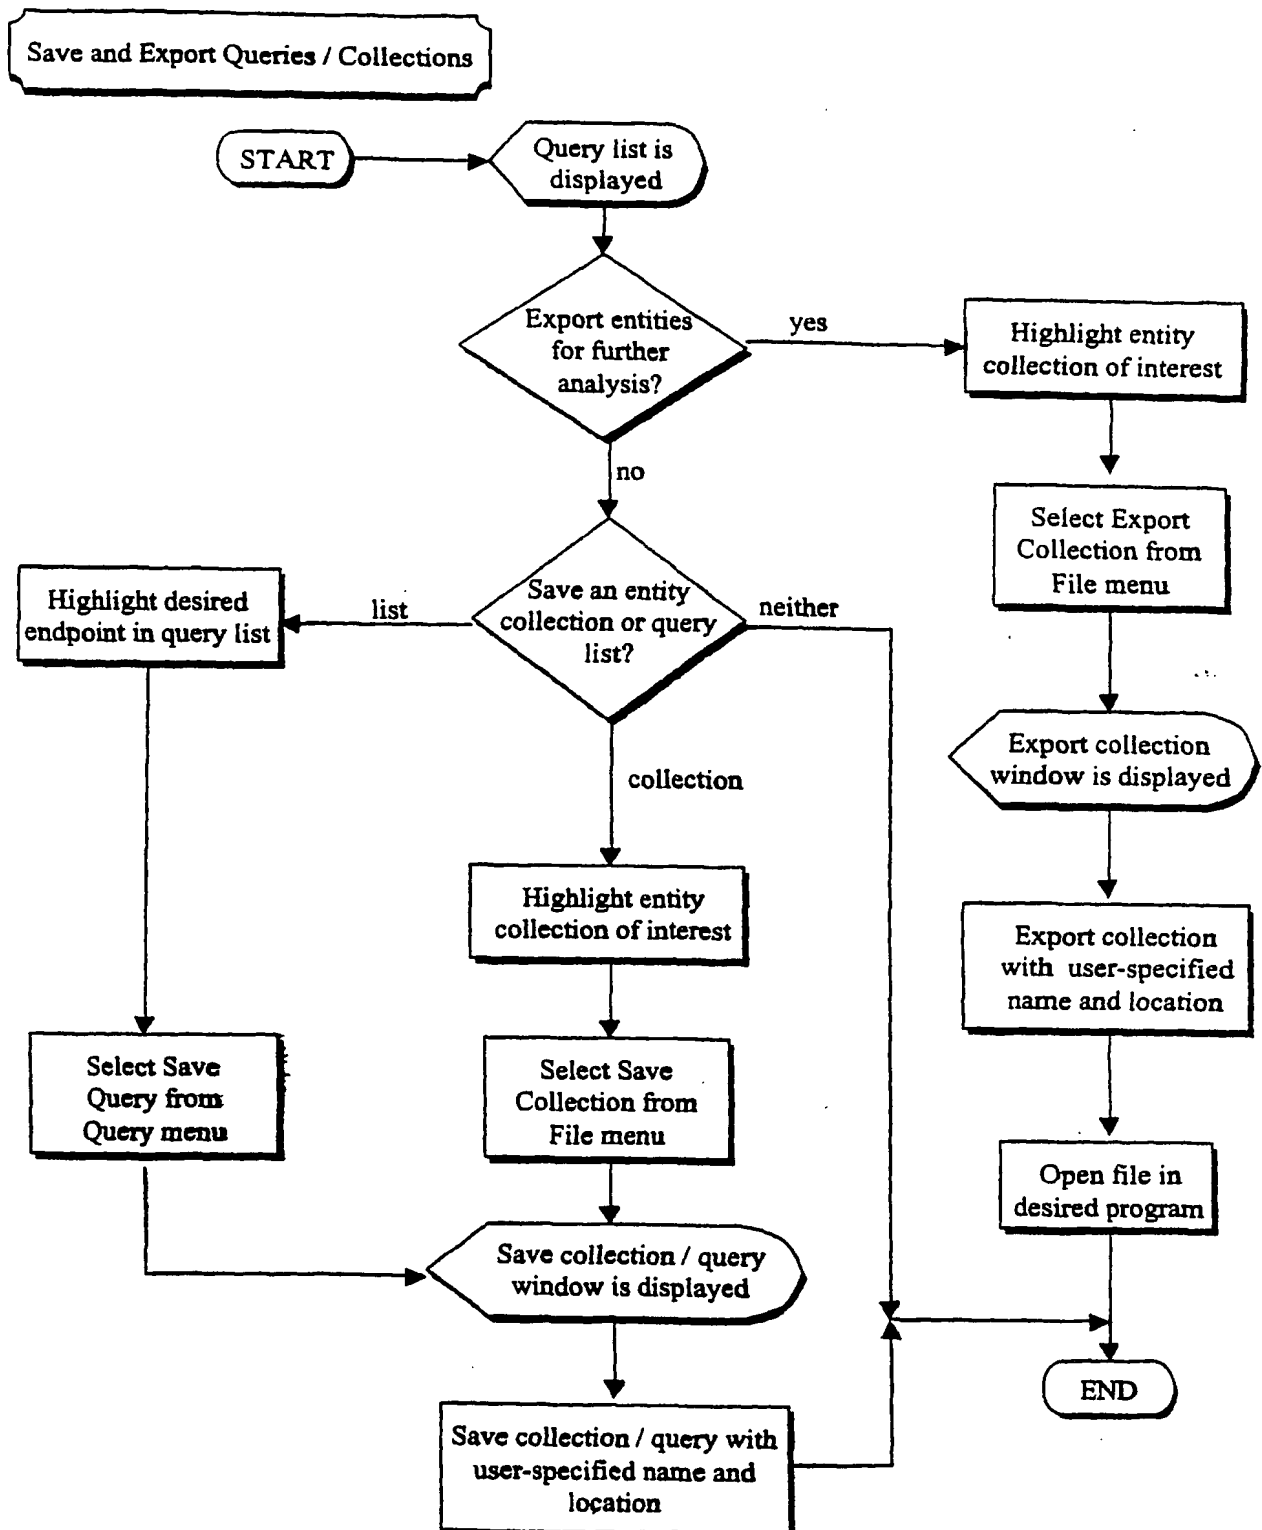 Save and Export Queries / Collections
START
Query list is
displayed
Export entities
for further
analysis?
yes
Highlight entity
collection of interest
no
Select Export
Collection from
File menu
Save an entity
collection or query
list?
list
neither
Highlight desired
endpoint in query list
Export collection
window is displayed
collection
Highlight entity
collection of interest
Export collection
with user-specified
name and location
Select Save
Query from
Query menu
Select Save
Collection from
File menu
Open file in
desired program
Save collection / query
window is displayed
END
Save collection / query with
user-specified name and
location